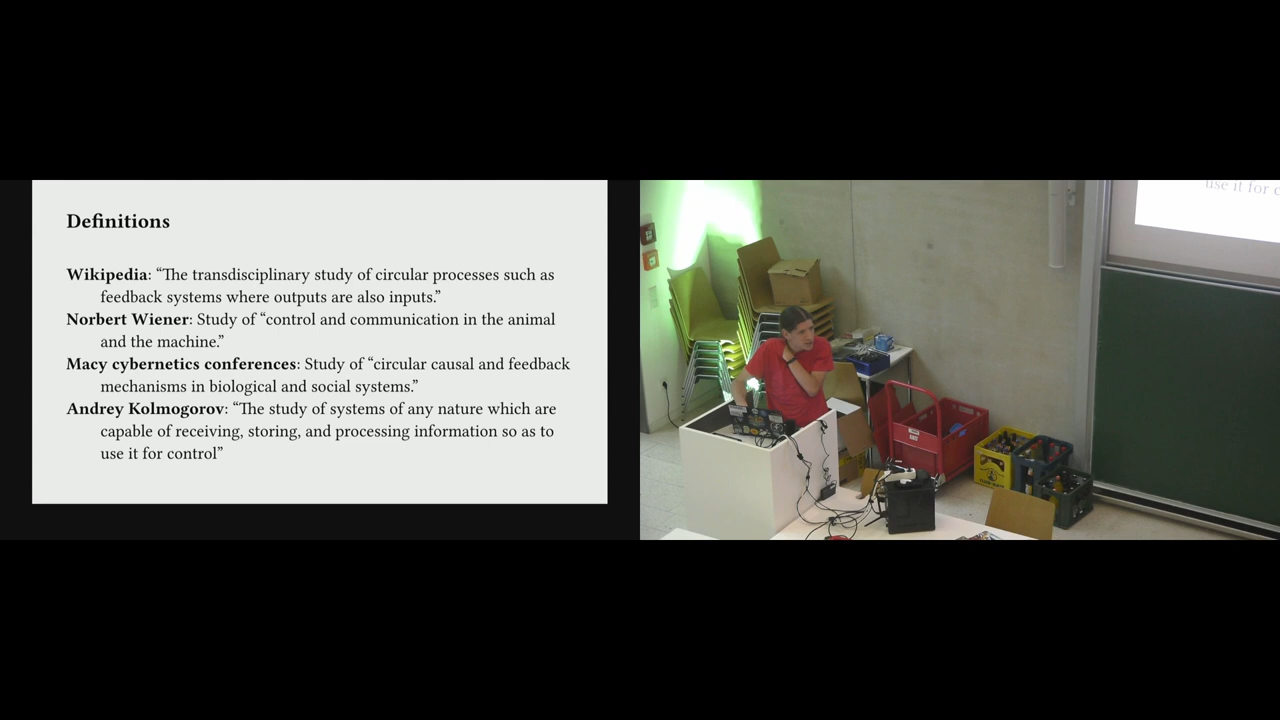 Definitions
Wikipedia: “The transdisciplinary study of circular processes such as
feedback systems where outputs are also inputs.”
Norbert Wiener: Study of “control and communication in the animal
and the machine.”
Macy cybernetics conferences: Study of “circular causal and feedback
mechanisms in biological and social systems.”
Andrey Kolmogorov: “The study of systems of any nature which are
capable of receiving, storing, and processing information so as to
use it for control”
use it for c